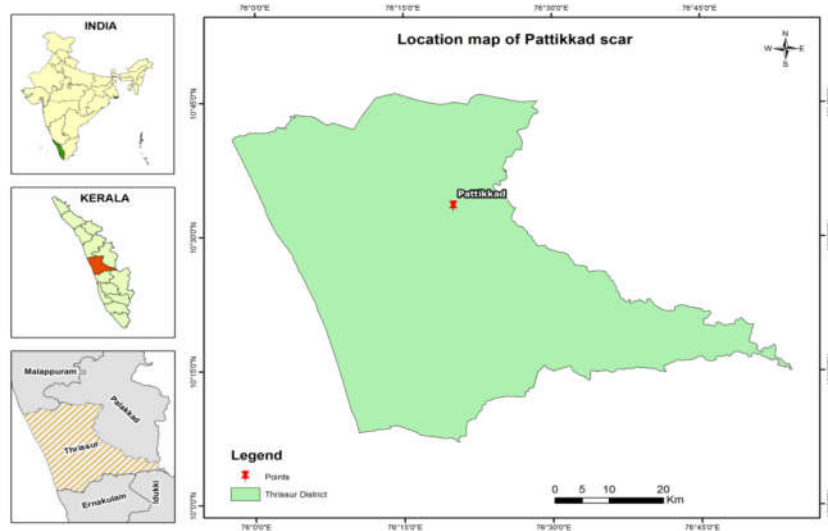 INDIA
KERALA
Malappuram
Palakkad
Thrissur
Ernakulam
Idukki
Location map of Pattikkad scar
N
W E
S
76°0'0"E 76°15'0"E 76°30'0"E 76°45'0"E
10°45'0"N
10°30'0"N
10°15'0"N
10°0'0"N
Pattikkad
Legend
Points
Thrissur District
0 5 10 20
Km
76°0'0"E 76°15'0"E 76°30'0"E 76°45'0"E